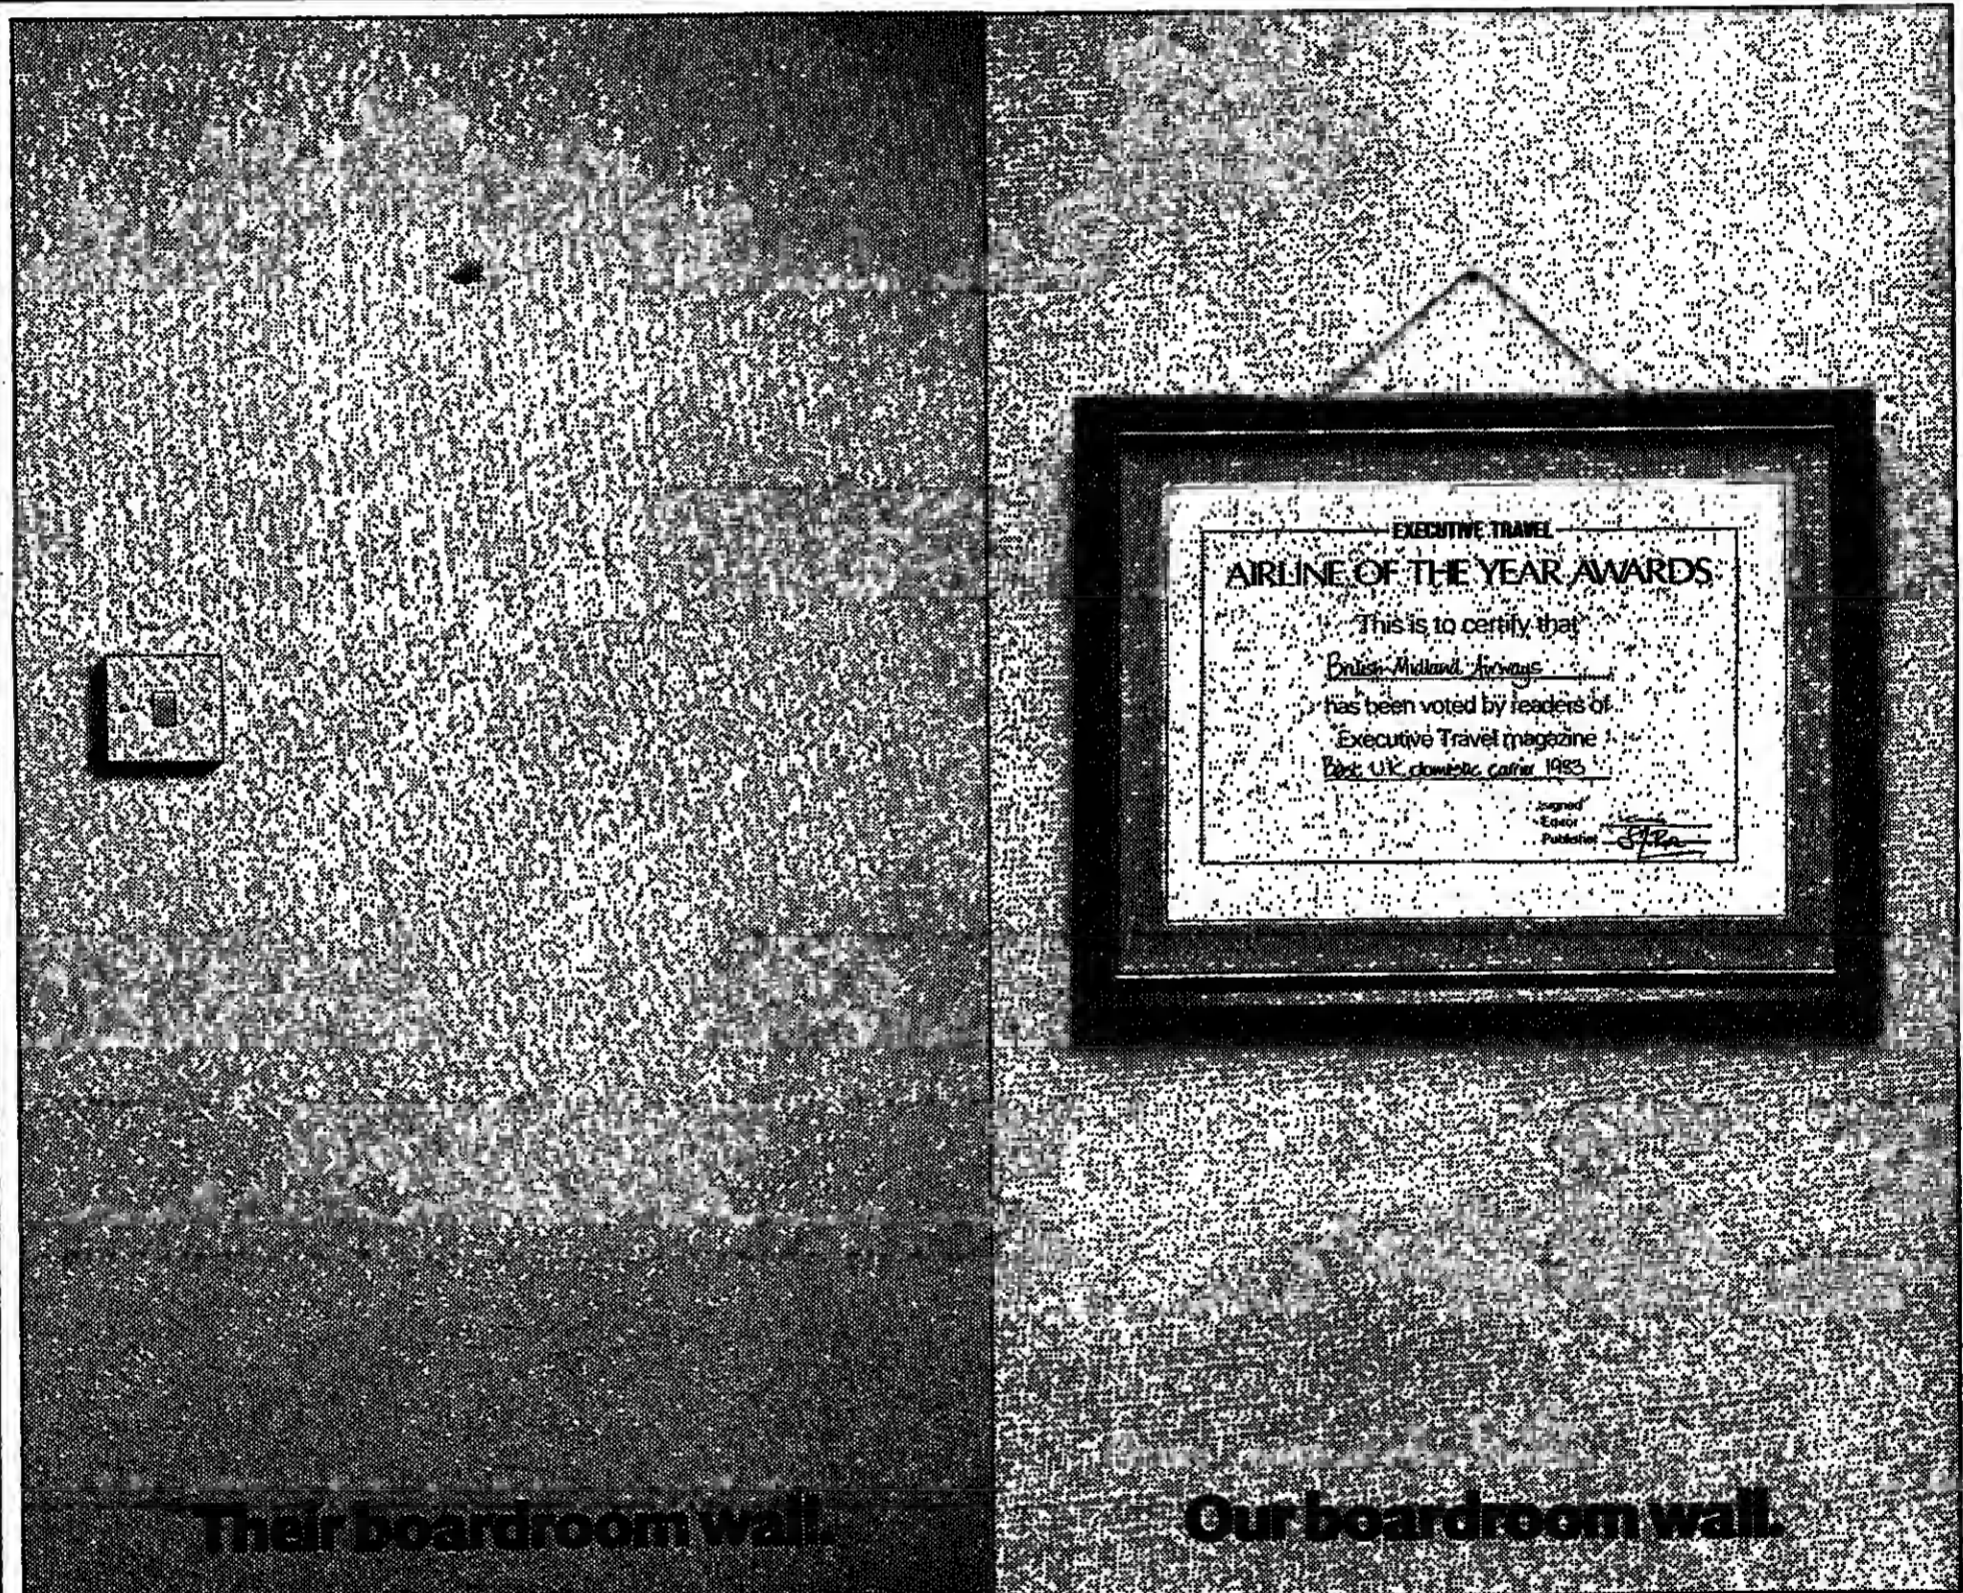 EXECUTIVE TRAVEL
AIRLINE OF THE YEAR AWARDS
This is to certify that
British Midland Airways
has been voted by readers of
Executive Travel magazine
Best U.K. domestic carrier 1983
signed
Editor
Publisher
Their boardroom wall.
Our boardroom wall.